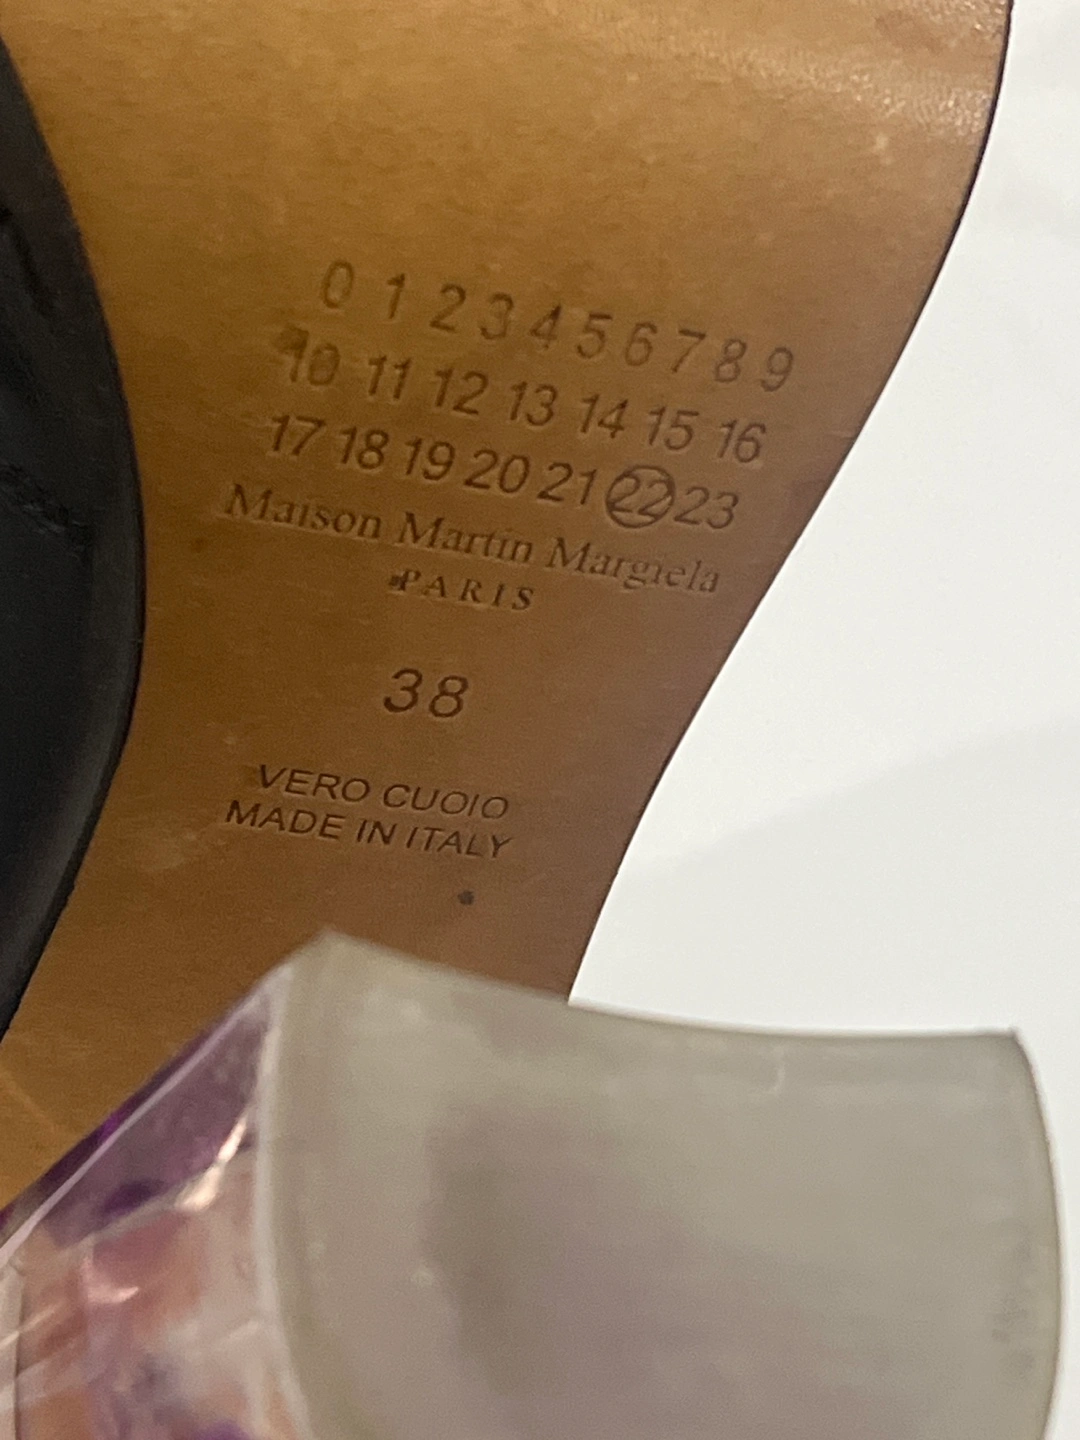 0 1 2 3 4 5 6 7 8 9
10 11 12 13 14 15 16
17 18 19 20 21 22 23
Maison Martin Margiela
PARIS
38
VERO CUOIO
MADE IN ITALY